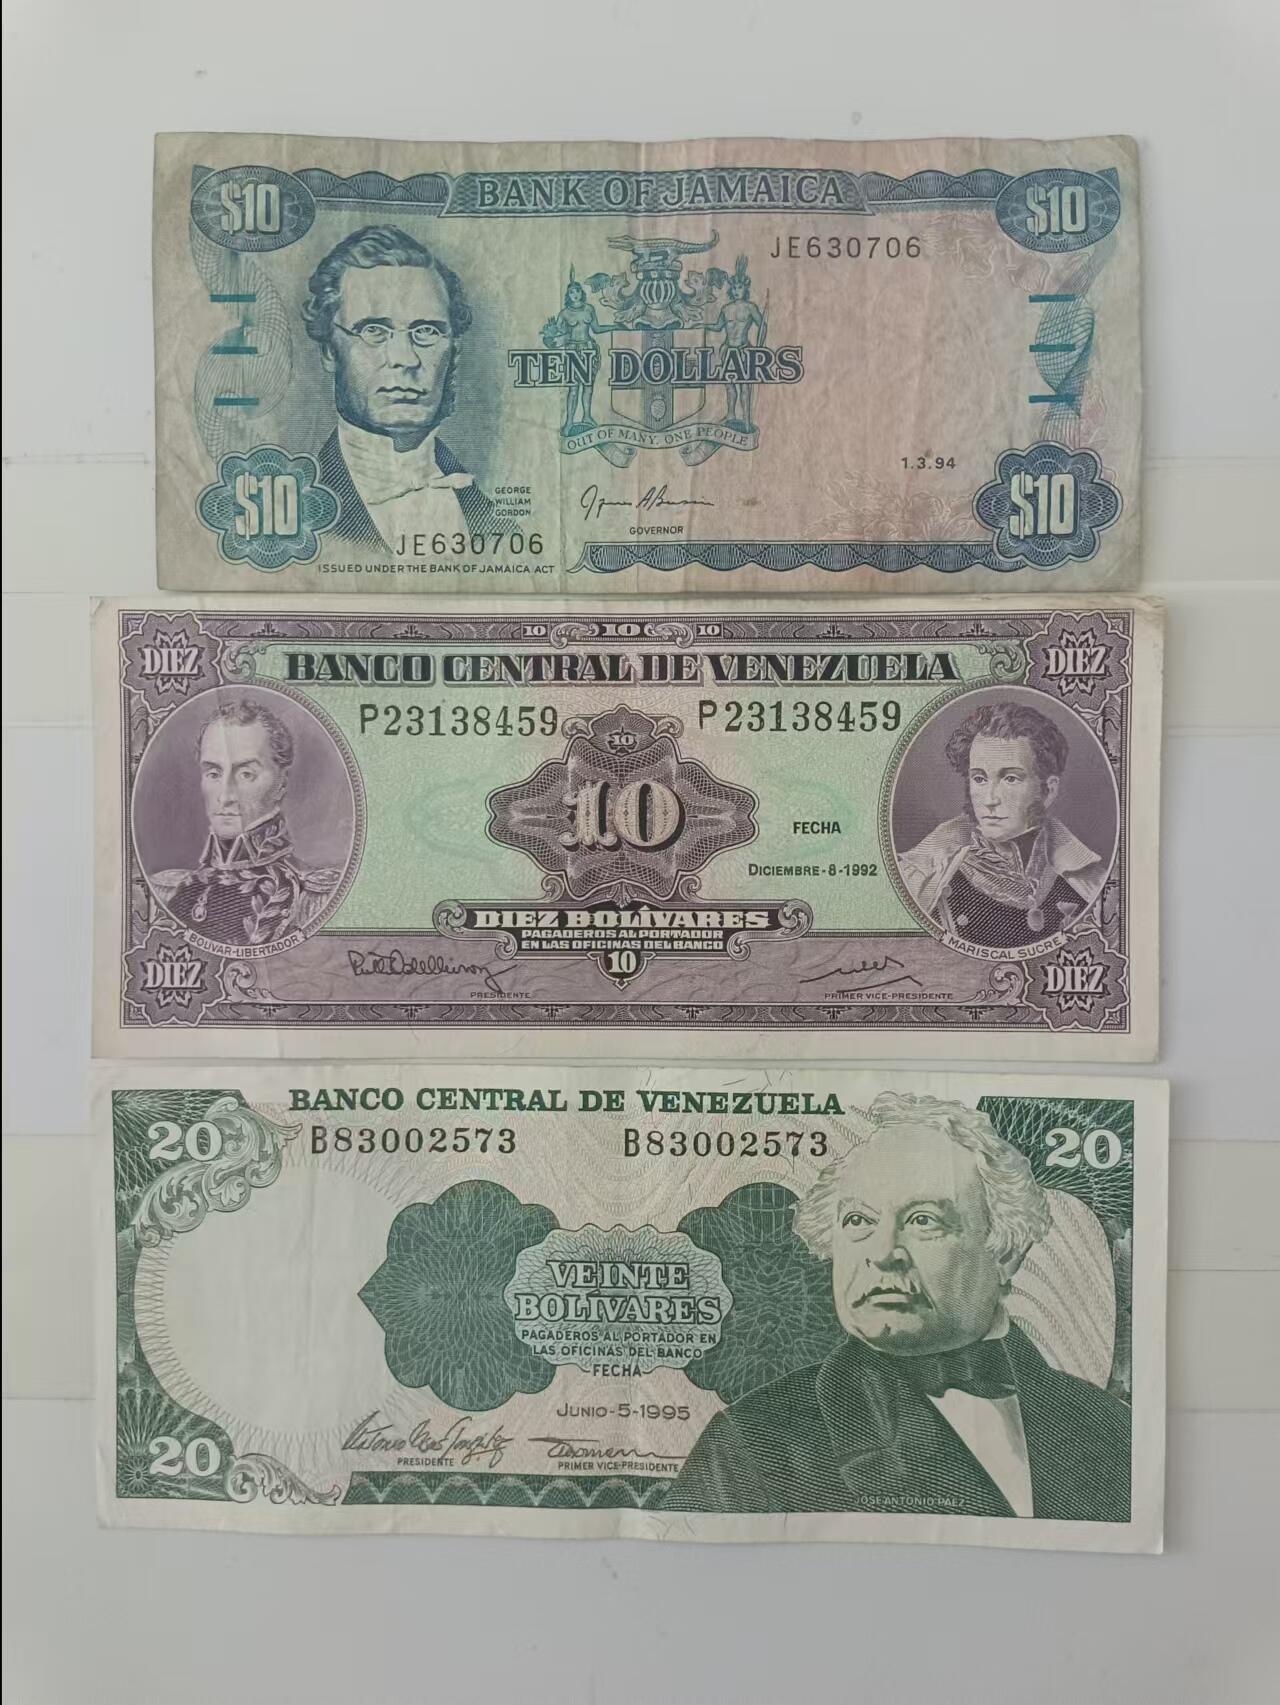 $10 BANK OF JAMAICA $10
JE630706
TEN DOLLARS
OUT OF MANY, ONE PEOPLE
1.3.94
GEORGE
WILLIAM
GORDON
$10 $10
GOVERNOR
JE630706
ISSUED UNDER THE BANK OF JAMAICA ACT
10 10 10
DIEZ BANCO CENTRAL DE VENEZUELA DIEZ
P23138459 P23138459
10
10
FECHA
DICIEMBRE-8-1992
DIEZ BOLÍVARES
PAGADEROS AL PORTADOR
EN LAS OFICINAS DEL BANCO
BOLIVAR-LIBERTADOR MARISCAL SUCRE
DIEZ 10 DIEZ
PRESIDENTE PRIMER VICE-PRESIDENTE
BANCO CENTRAL DE VENEZUELA
20 B83002573 B83002573 20
VEINTE
BOLÍVARES
PAGADEROS AL PORTADOR EN
LAS OFICINAS DEL BANCO
FECHA
JUNIO-5-1995
20
PRESIDENTE PRIMER VICE-PRESIDENTE
JOSE ANTONIO PAEZ